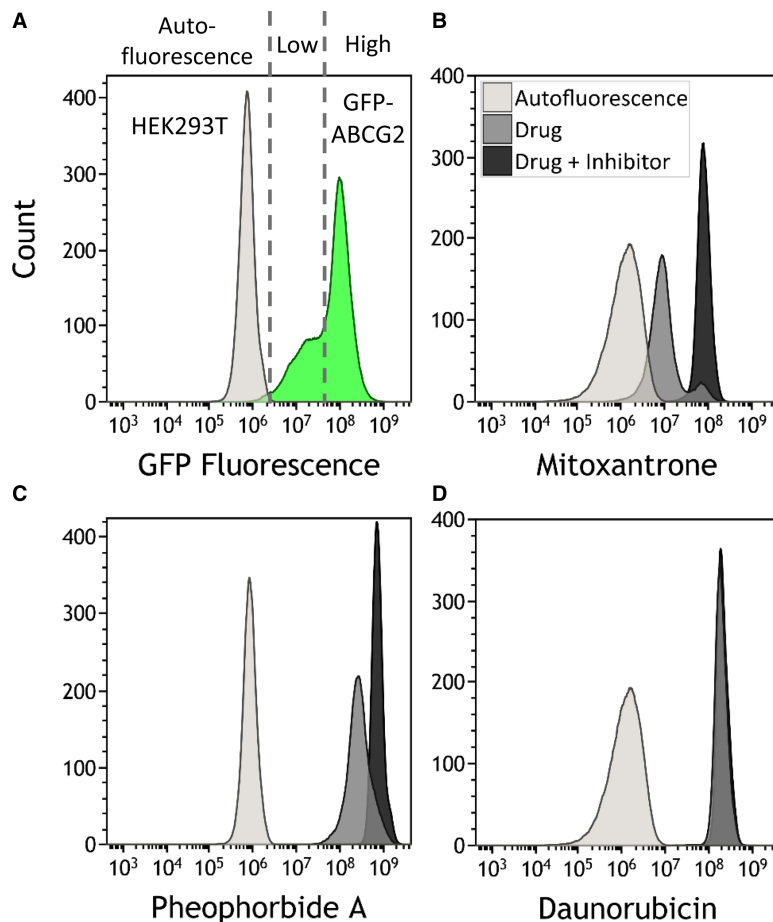 A
Auto-
fluorescence
Low
High
B
HEK293T
GFP-
ABCG2
Count
400
300
200
100
0
10³ 10⁴ 10⁵ 10⁶ 10⁷ 10⁸ 10⁹
GFP Fluorescence
Autofluorescence
Drug
Drug + Inhibitor
400
300
200
100
0
10³ 10⁴ 10⁵ 10⁶ 10⁷ 10⁸ 10⁹
Mitoxantrone
C
400
300
200
100
0
10³ 10⁴ 10⁵ 10⁶ 10⁷ 10⁸ 10⁹
Pheophorbide A
D
400
300
200
100
0
10³ 10⁴ 10⁵ 10⁶ 10⁷ 10⁸ 10⁹
Daunorubicin